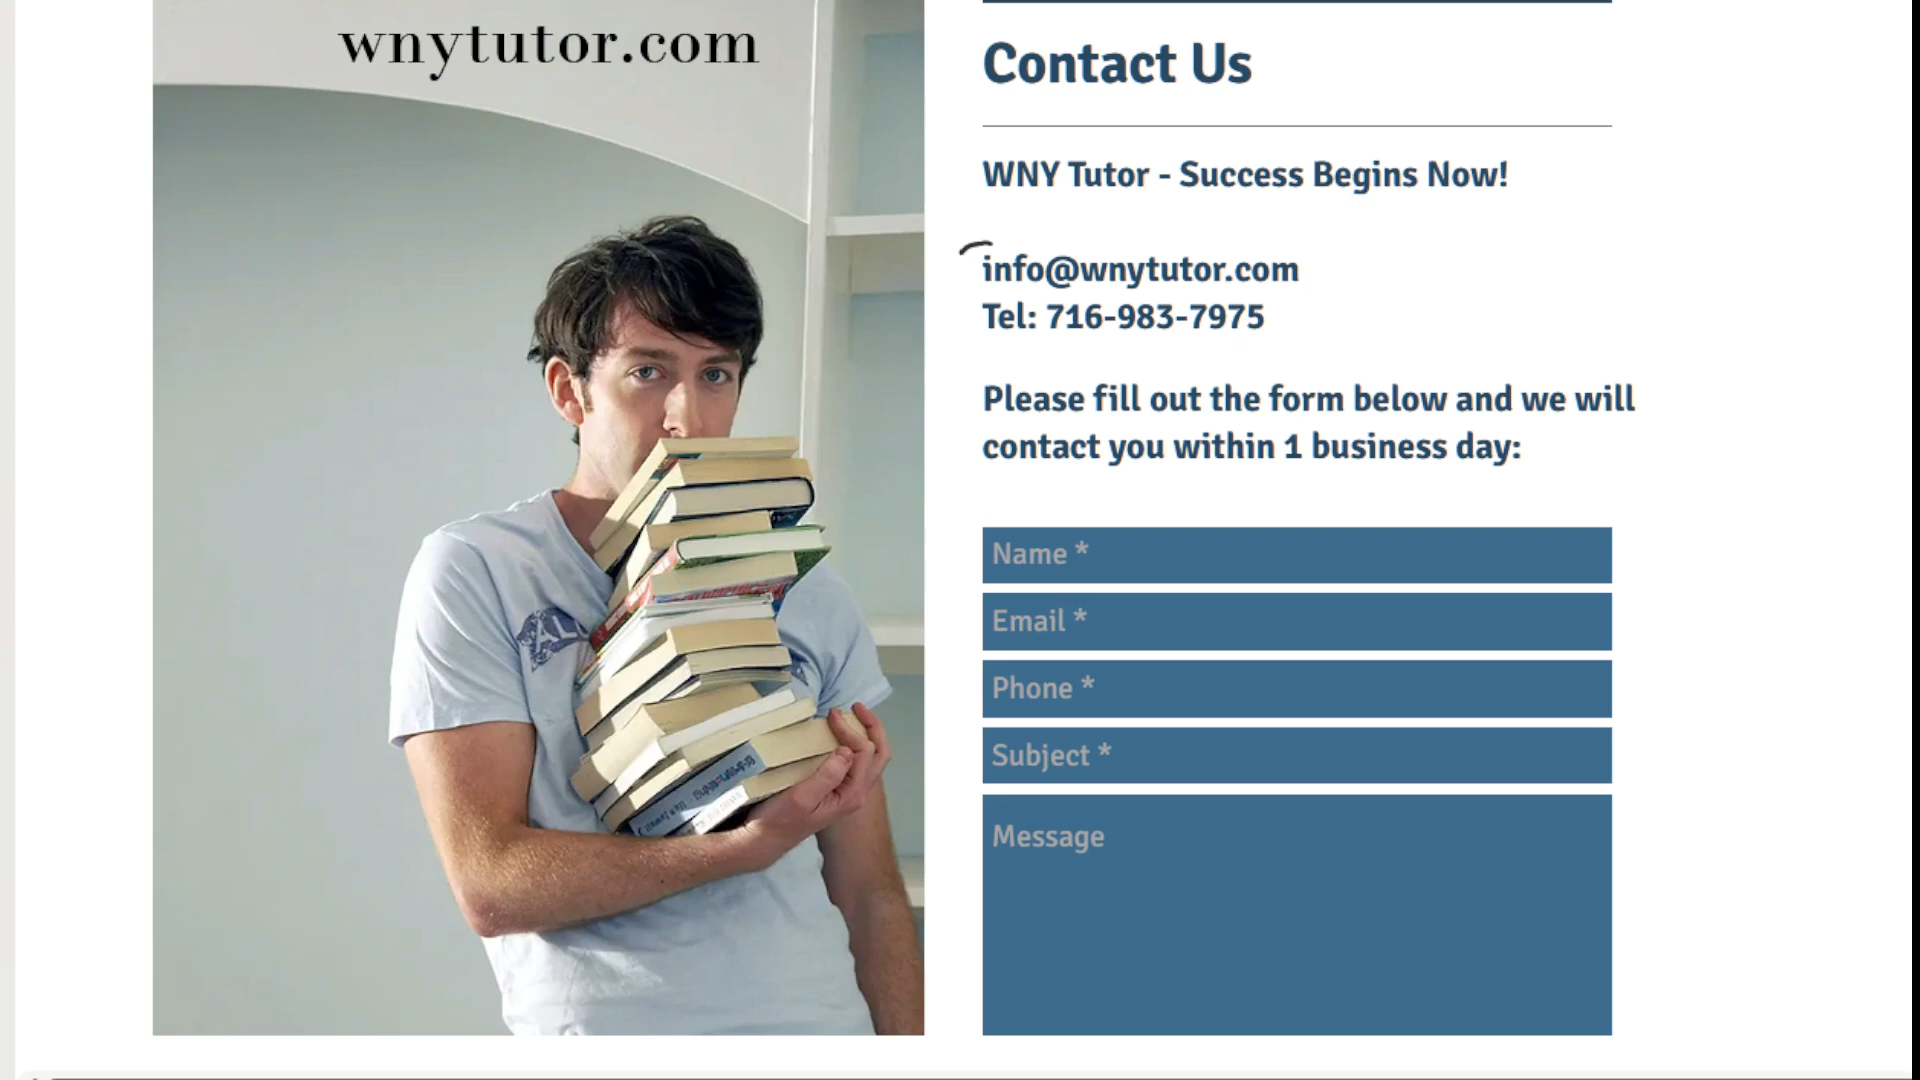 wnytutor.com
Contact Us
WNY Tutor - Success Begins Now!
info@wnytutor.com
Tel: 716-983-7975
Please fill out the form below and we will
contact you within 1 business day:
Name *
Email *
Phone *
Subject *
Message